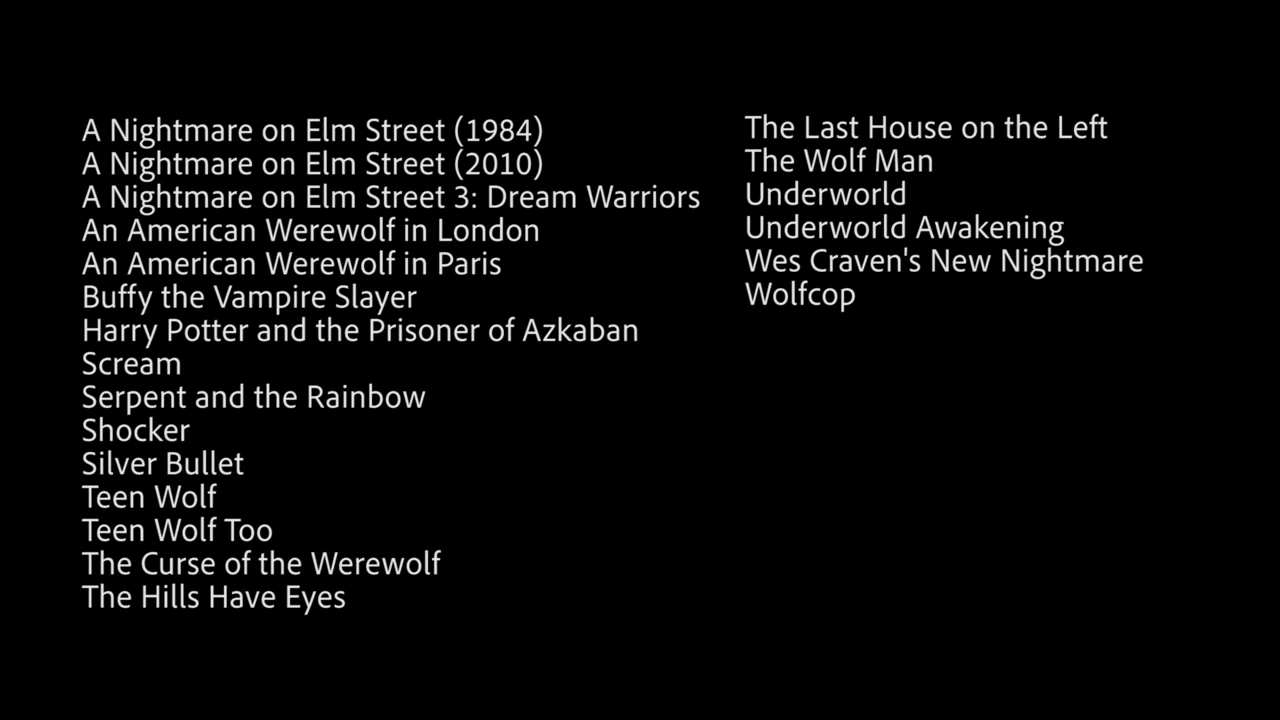 A Nightmare on Elm Street (1984)
A Nightmare on Elm Street (2010)
A Nightmare on Elm Street 3: Dream Warriors
An American Werewolf in London
An American Werewolf in Paris
Buffy the Vampire Slayer
Harry Potter and the Prisoner of Azkaban
Scream
Serpent and the Rainbow
Shocker
Silver Bullet
Teen Wolf
Teen Wolf Too
The Curse of the Werewolf
The Hills Have Eyes
The Last House on the Left
The Wolf Man
Underworld
Underworld Awakening
Wes Craven's New Nightmare
Wolfcop